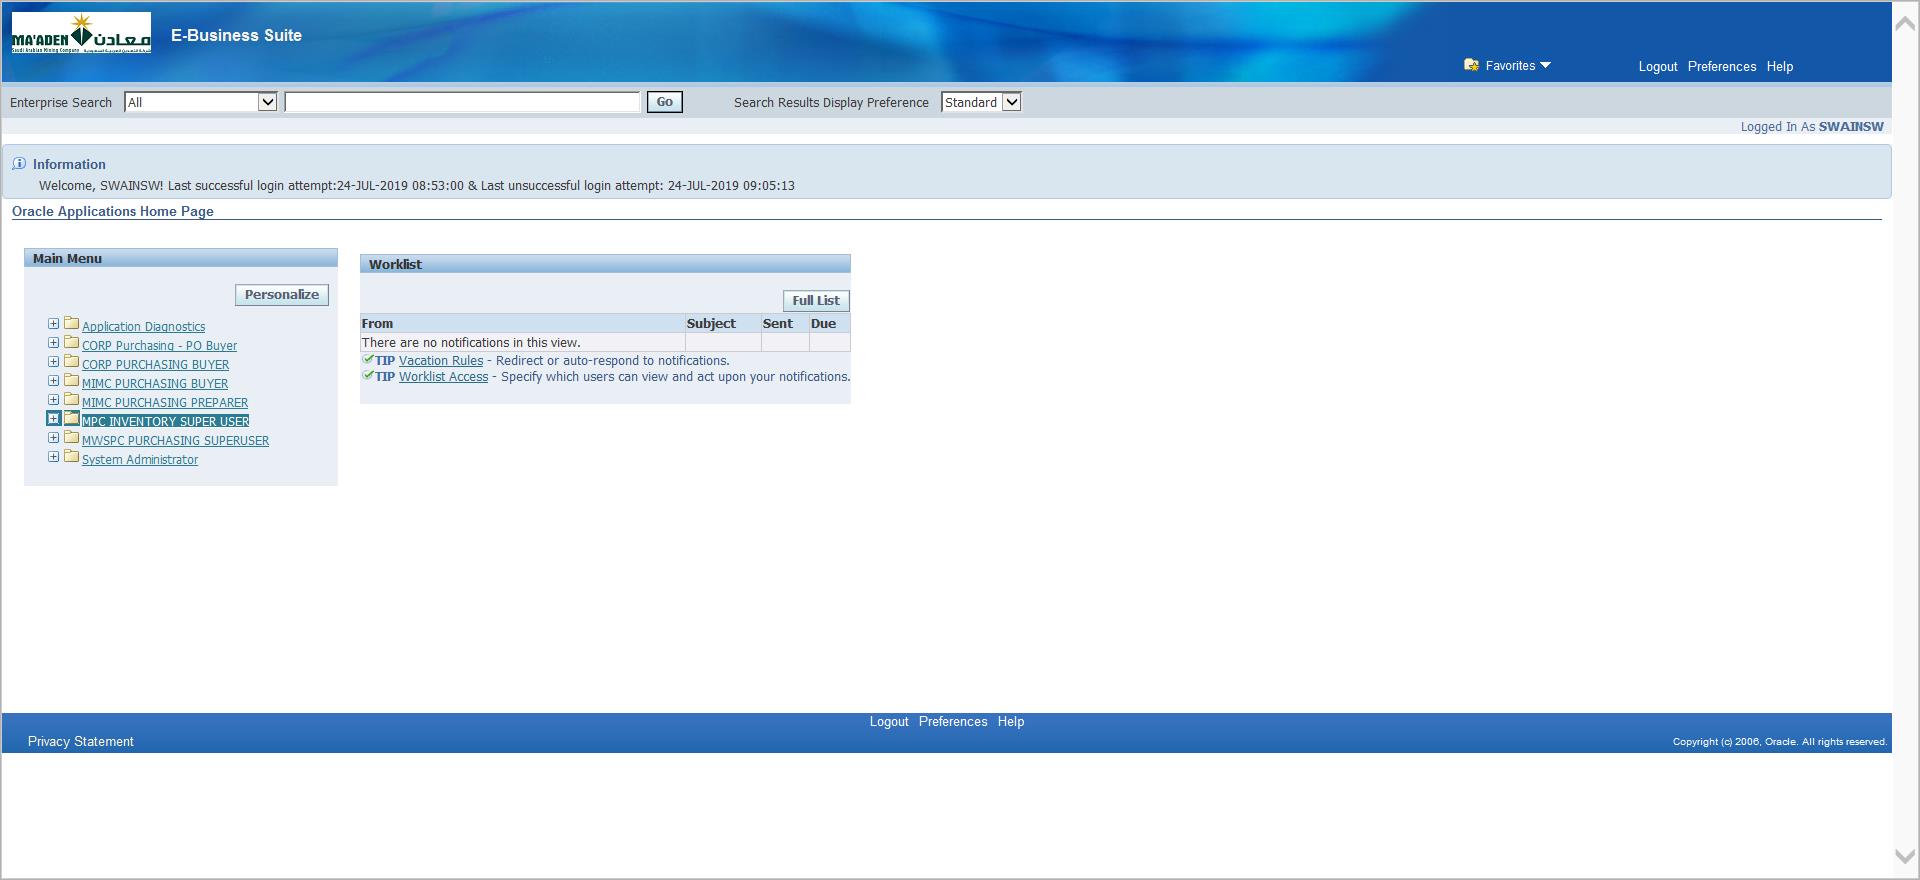 MA'ADEN معادن
Saudi Arabian Mining Company
E-Business Suite
Favorites
Logout Preferences Help
Enterprise Search All Go Search Results Display Preference Standard
Logged In As SWAINSW
Information
Welcome, SWAINSW! Last successful login attempt:24-JUL-2019 08:53:00 & Last unsuccessful login attempt: 24-JUL-2019 09:05:13
Oracle Applications Home Page
Main Menu
Personalize
Application Diagnostics
CORP Purchasing - PO Buyer
CORP PURCHASING BUYER
MIMC PURCHASING BUYER
MIMC PURCHASING PREPARER
MPC INVENTORY SUPER USER
MWSPC PURCHASING SUPERUSER
System Administrator
Worklist
Full List
From Subject Sent Due
There are no notifications in this view.
TIP Vacation Rules - Redirect or auto-respond to notifications.
TIP Worklist Access - Specify which users can view and act upon your notifications.
Logout Preferences Help
Privacy Statement
Copyright (c) 2006, Oracle. All rights reserved.